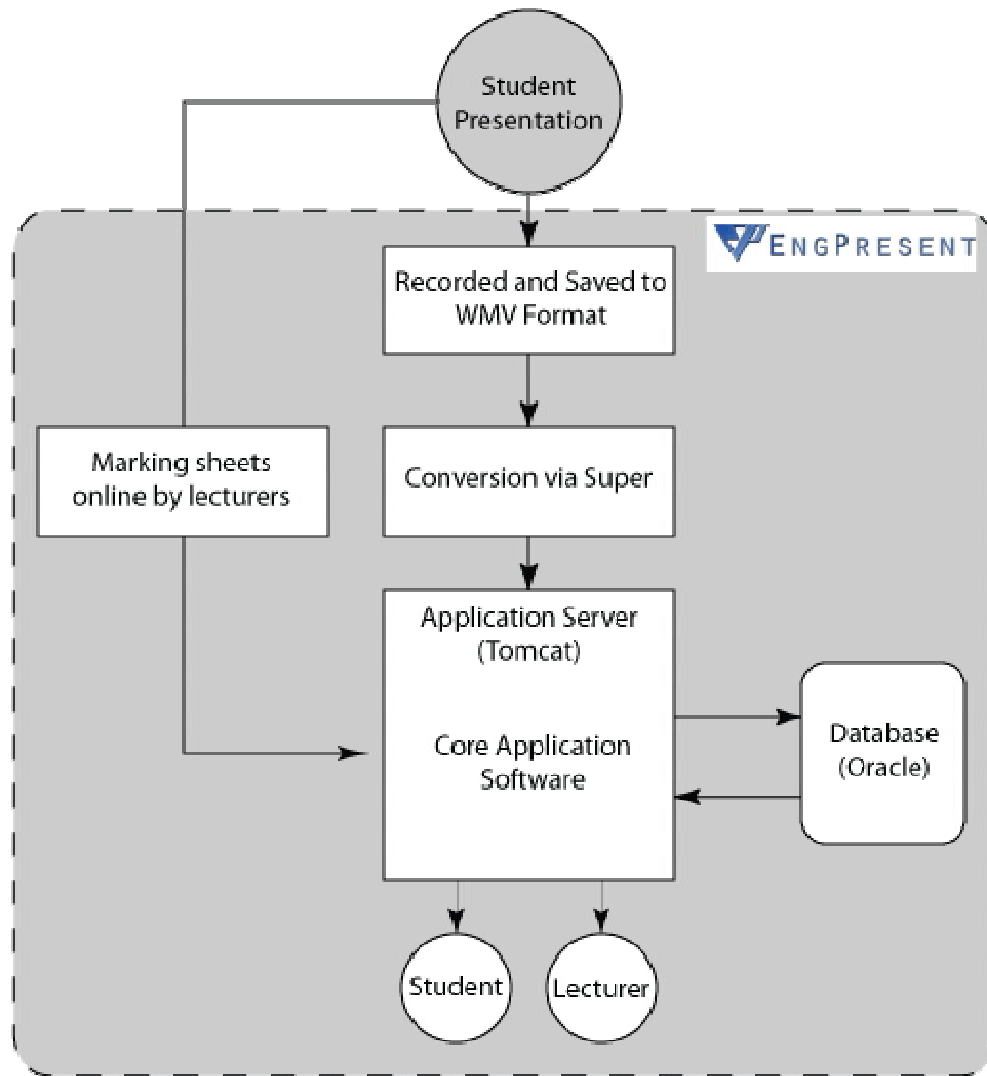 Student
Presentation
ENGPRESENT
Recorded and Saved to
WMV Format
Marking sheets
online by lecturers
Conversion via Super
Application Server
(Tomcat)
Core Application
Software
Database
(Oracle)
Student
Lecturer